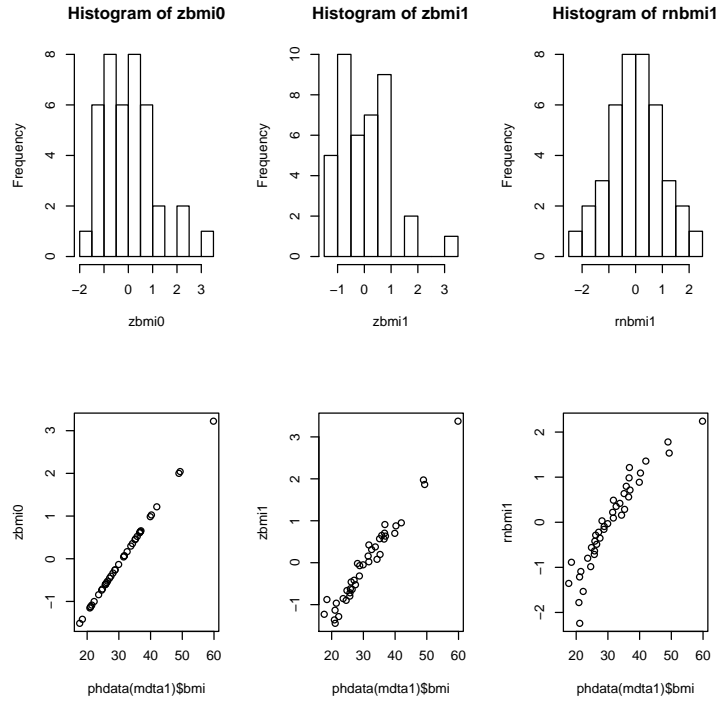 Histogram of zbmi0
Frequency
0 2 4 6 8
−2 0 1 2 3
zbmi0
Histogram of zbmi1
Frequency
0 2 4 6 8 10
−1 0 1 2 3
zbmi1
Histogram of rnbmi1
Frequency
0 2 4 6 8
−2 0 1 2
rnbmi1
zbmi0
−1 0 1 2 3
20 30 40 50 60
phdata(mdta1)$bmi
zbmi1
−1 0 1 2 3
20 30 40 50 60
phdata(mdta1)$bmi
rnbmi1
−2 −1 0 1 2
20 30 40 50 60
phdata(mdta1)$bmi